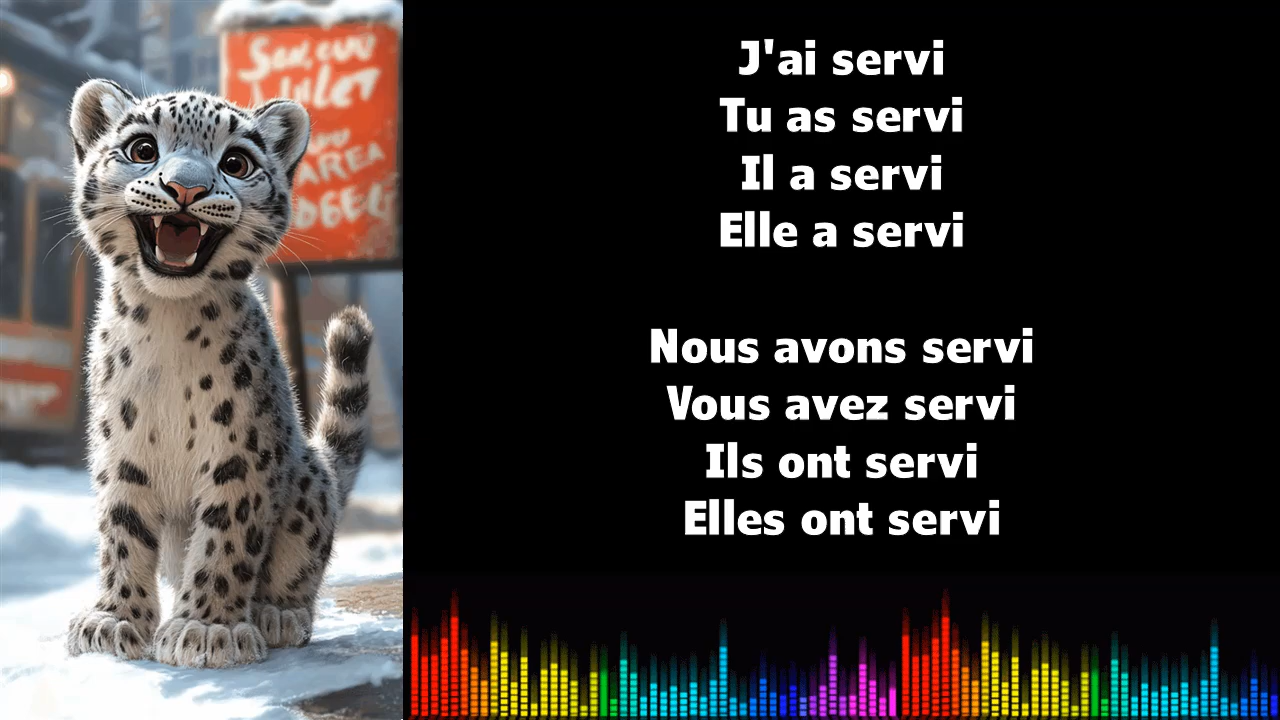 J'ai servi
Tu as servi
Il a servi
Elle a servi
Nous avons servi
Vous avez servi
Ils ont servi
Elles ont servi